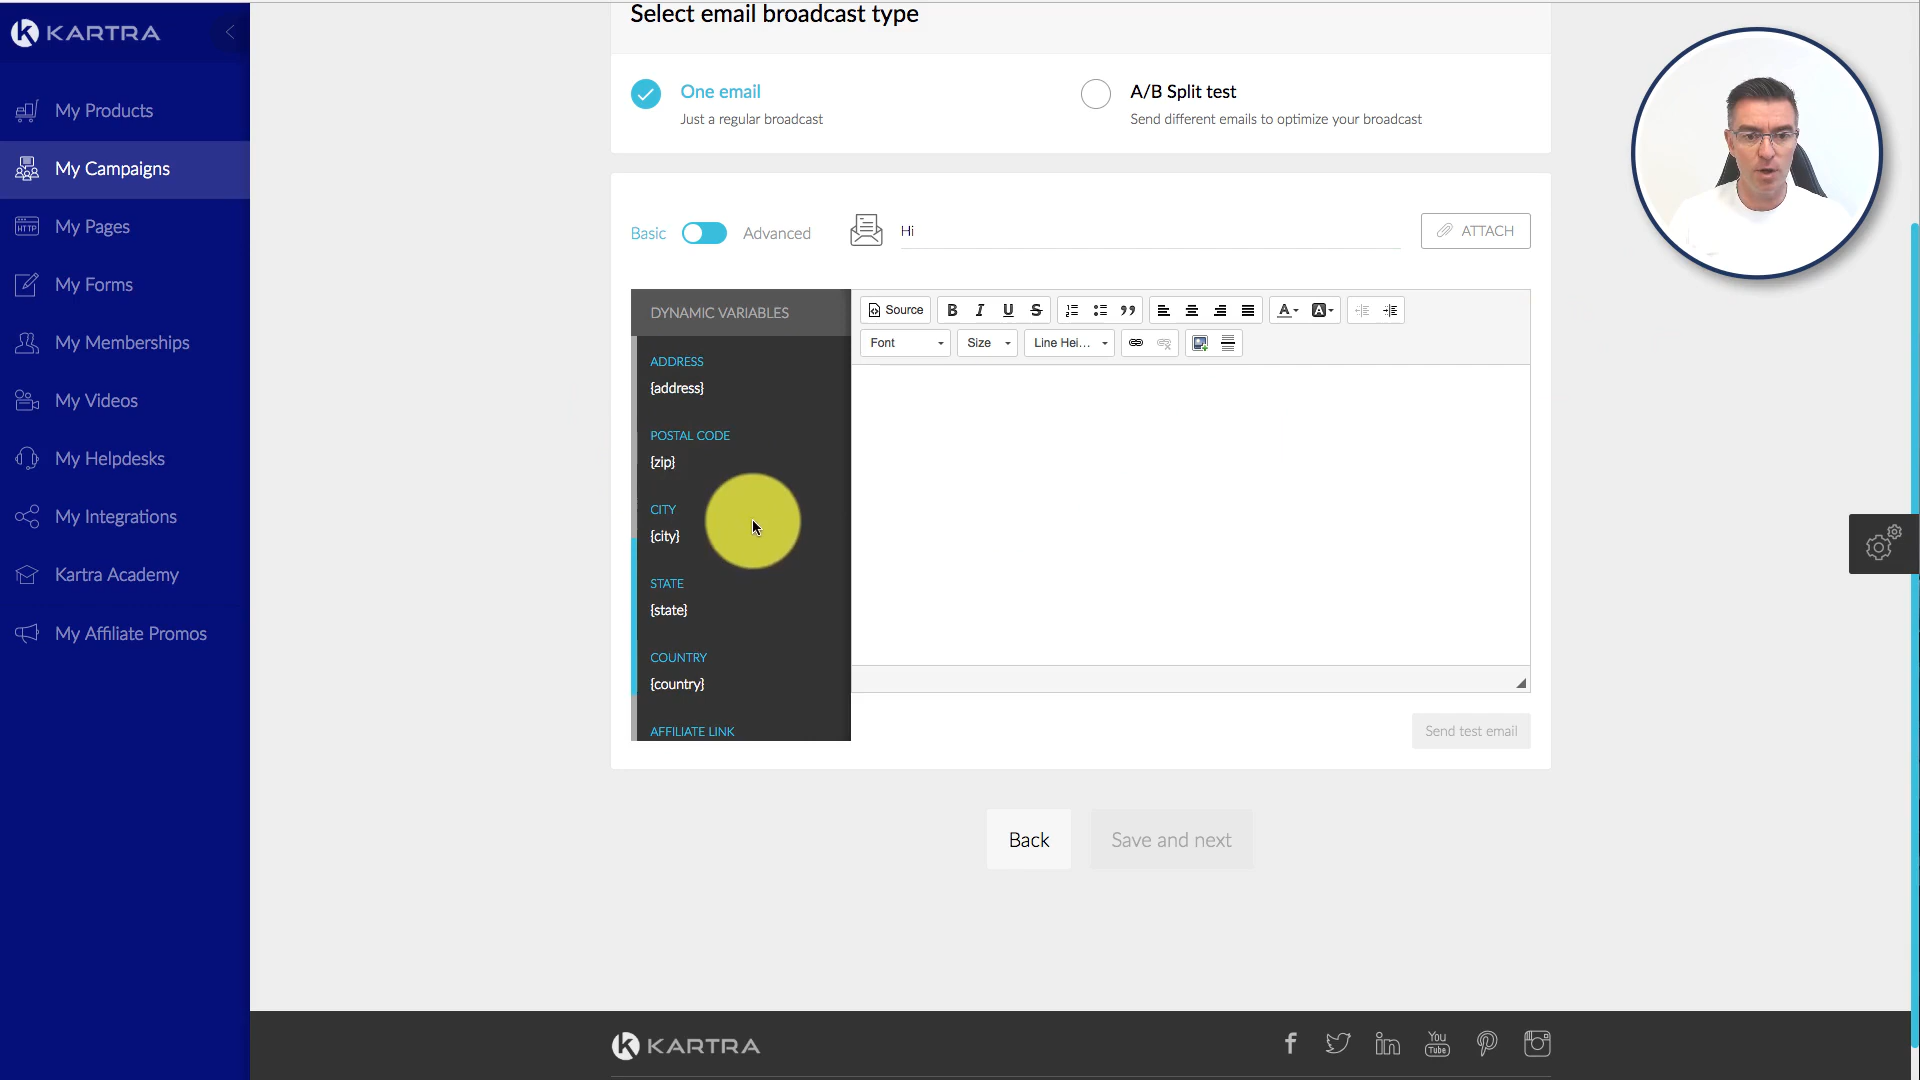 KARTRA
My Products
My Campaigns
My Pages
HTTP
My Forms
My Memberships
My Videos
My Helpdesks
My Integrations
Kartra Academy
My Affiliate Promos
Select email broadcast type
One email
Just a regular broadcast
A/B Split test
Send different emails to optimize your broadcast
Basic
Advanced
Hi
ATTACH
DYNAMIC VARIABLES
ADDRESS
{address}
POSTAL CODE
{zip}
CITY
{city}
STATE
{state}
COUNTRY
{country}
AFFILIATE LINK
Source B I U S A A
Font Size Line Hei...
Send test email
Back
Save and next
KARTRA
You
Tube